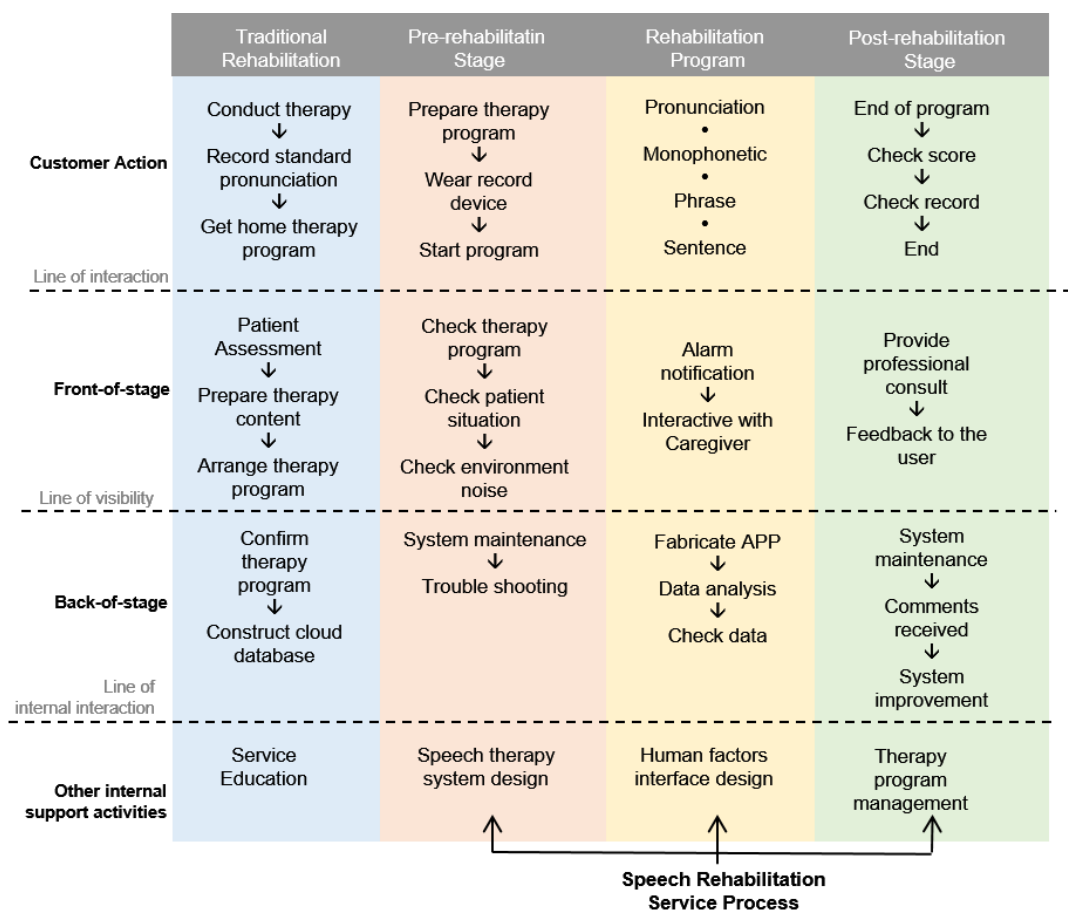 Traditional
Rehabilitation
Pre-rehabilitatin
Stage
Rehabilitation
Program
Post-rehabilitation
Stage
Customer Action
Conduct therapy
↓
Record standard
pronunciation
↓
Get home therapy
program
Prepare therapy
program
↓
Wear record
device
↓
Start program
Pronunciation
•
Monophonetic
•
Phrase
•
Sentence
End of program
↓
Check score
↓
Check record
↓
End
Line of interaction
Front-of-stage
Patient
Assessment
↓
Prepare therapy
content
↓
Arrange therapy
program
Check therapy
program
↓
Check patient
situation
↓
Check environment
noise
Alarm
notification
↓
Interactive with
Caregiver
Provide
professional
consult
↓
Feedback to the
user
Line of visibility
Back-of-stage
Confirm
therapy
program
↓
Construct cloud
database
System maintenance
↓
Trouble shooting
Fabricate APP
↓
Data analysis
↓
Check data
System
maintenance
↓
Comments
received
↓
System
improvement
Line of
internal interaction
Other internal
support activities
Service
Education
Speech therapy
system design
Human factors
interface design
Therapy
program
management
Speech Rehabilitation
Service Process